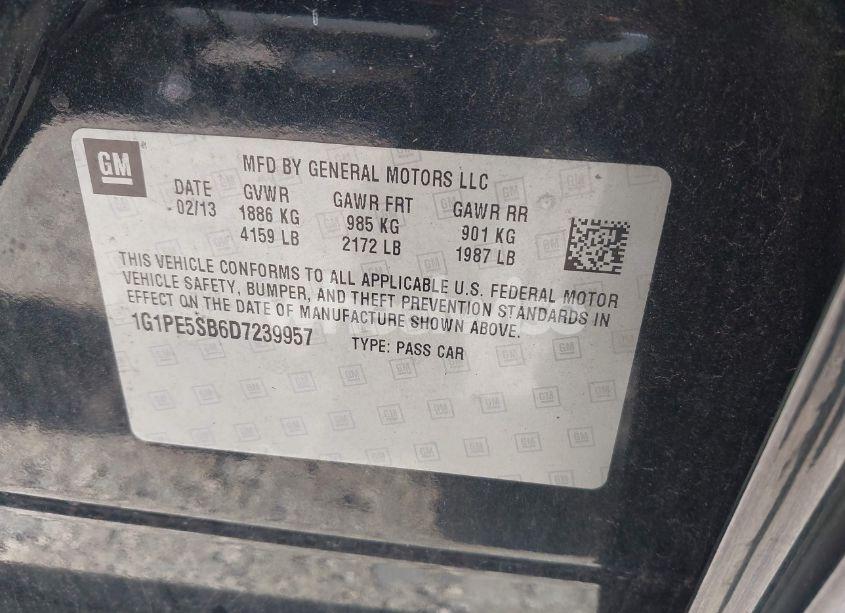 GM
MFD BY GENERAL MOTORS LLC
DATE GVWR GAWR FRT GAWR RR
02/13 1886 KG 985 KG 901 KG
4159 LB 2172 LB 1987 LB
THIS VEHICLE CONFORMS TO ALL APPLICABLE U.S. FEDERAL MOTOR
VEHICLE SAFETY, BUMPER, AND THEFT PREVENTION STANDARDS IN
EFFECT ON THE DATE OF MANUFACTURE SHOWN ABOVE.
1G1PE5SB6D7239957 TYPE: PASS CAR